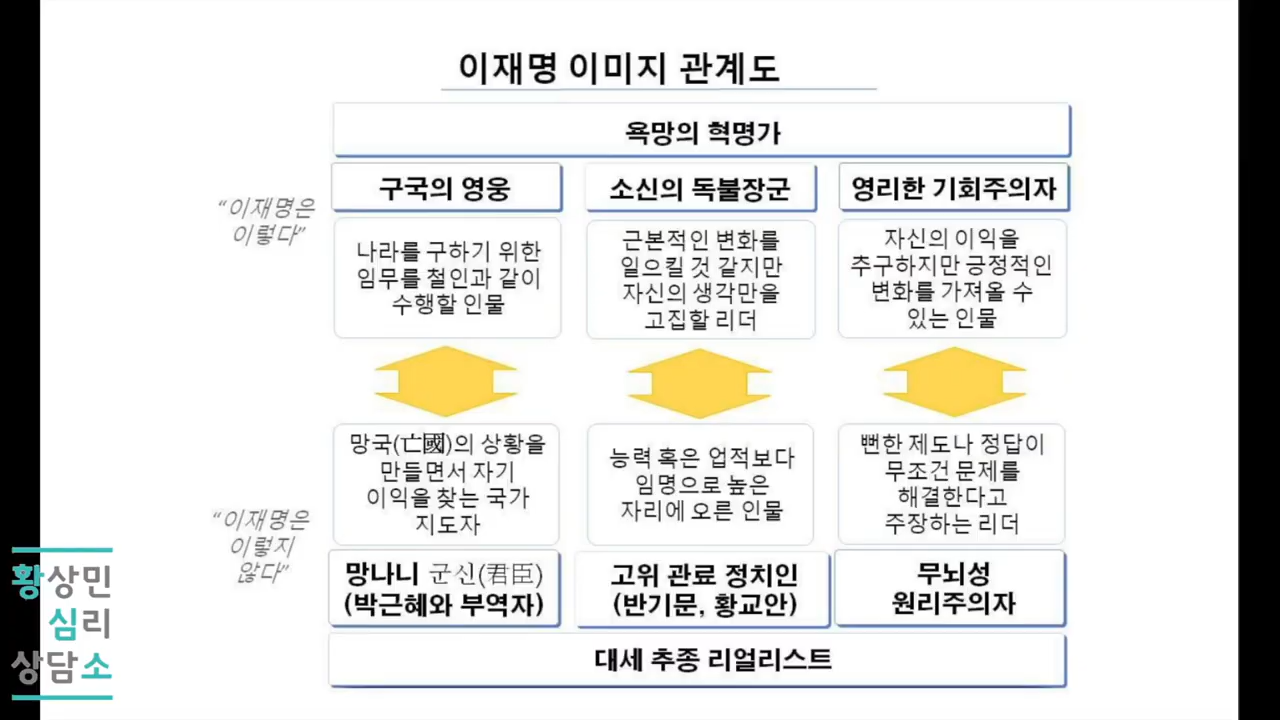 이재명 이미지 관계도
욕망의 혁명가
구국의 영웅
소신의 독불장군
영리한 기회주의자
“이재명은
이렇다”
나라를 구하기 위한
임무를 철인과 같이
수행할 인물
근본적인 변화를
일으킬 것 같지만
자신의 생각만을
고집할 리더
자신의 이익을
추구하지만 긍정적인
변화를 가져올 수
있는 인물
“이재명은
이렇지
않다”
망국(亡國)의 상황을
만들면서 자기
이익을 찾는 국가
지도자
능력 혹은 업적보다
임명으로 높은
자리에 오른 인물
뻔한 제도나 정답이
무조건 문제를
해결한다고
주장하는 리더
망나니 군신(君臣)
(박근혜와 부역자)
고위 관료 정치인
(반기문, 황교안)
무뇌성
원리주의자
대세 추종 리얼리스트
황상민
심리
상담소